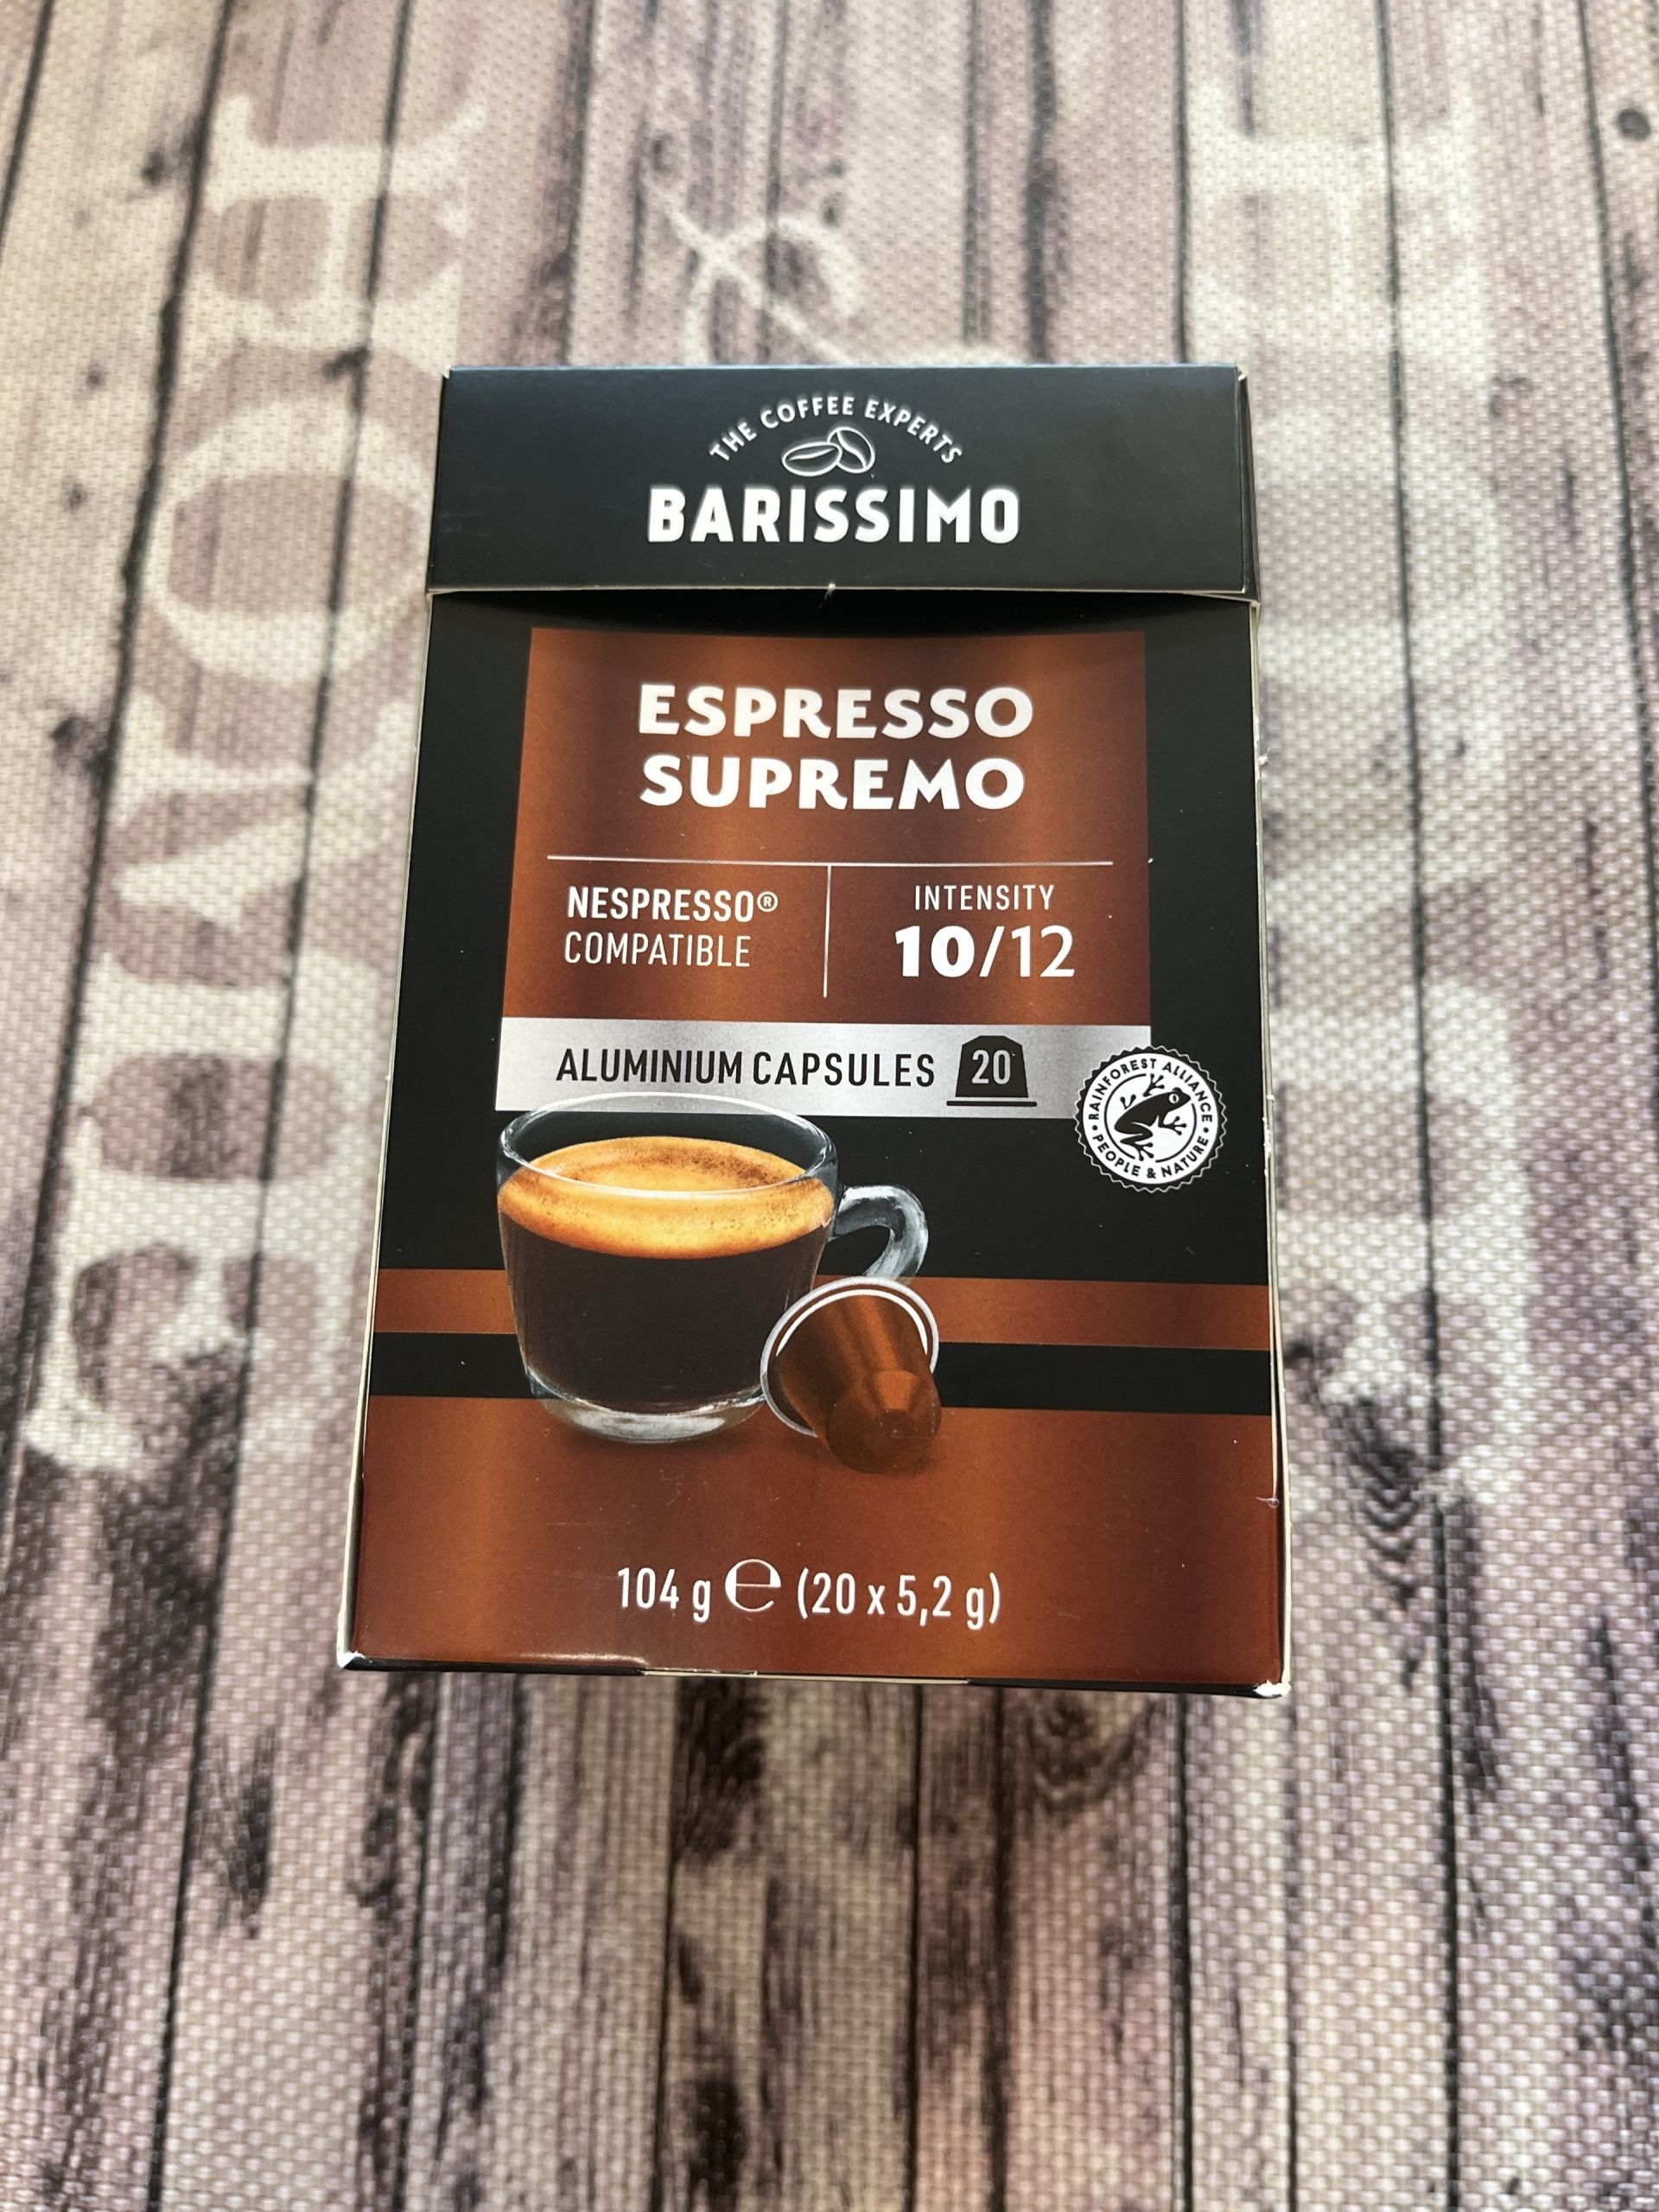 THE COFFEE EXPERTS
BARISSIMO
ESPRESSO
SUPREMO
NESPRESSO®
COMPATIBLE
INTENSITY
10/12
ALUMINIUM CAPSULES 20
RAINFOREST ALLIANCE
• PEOPLE & NATURE •
104 g ℮ (20 x 5,2 g)